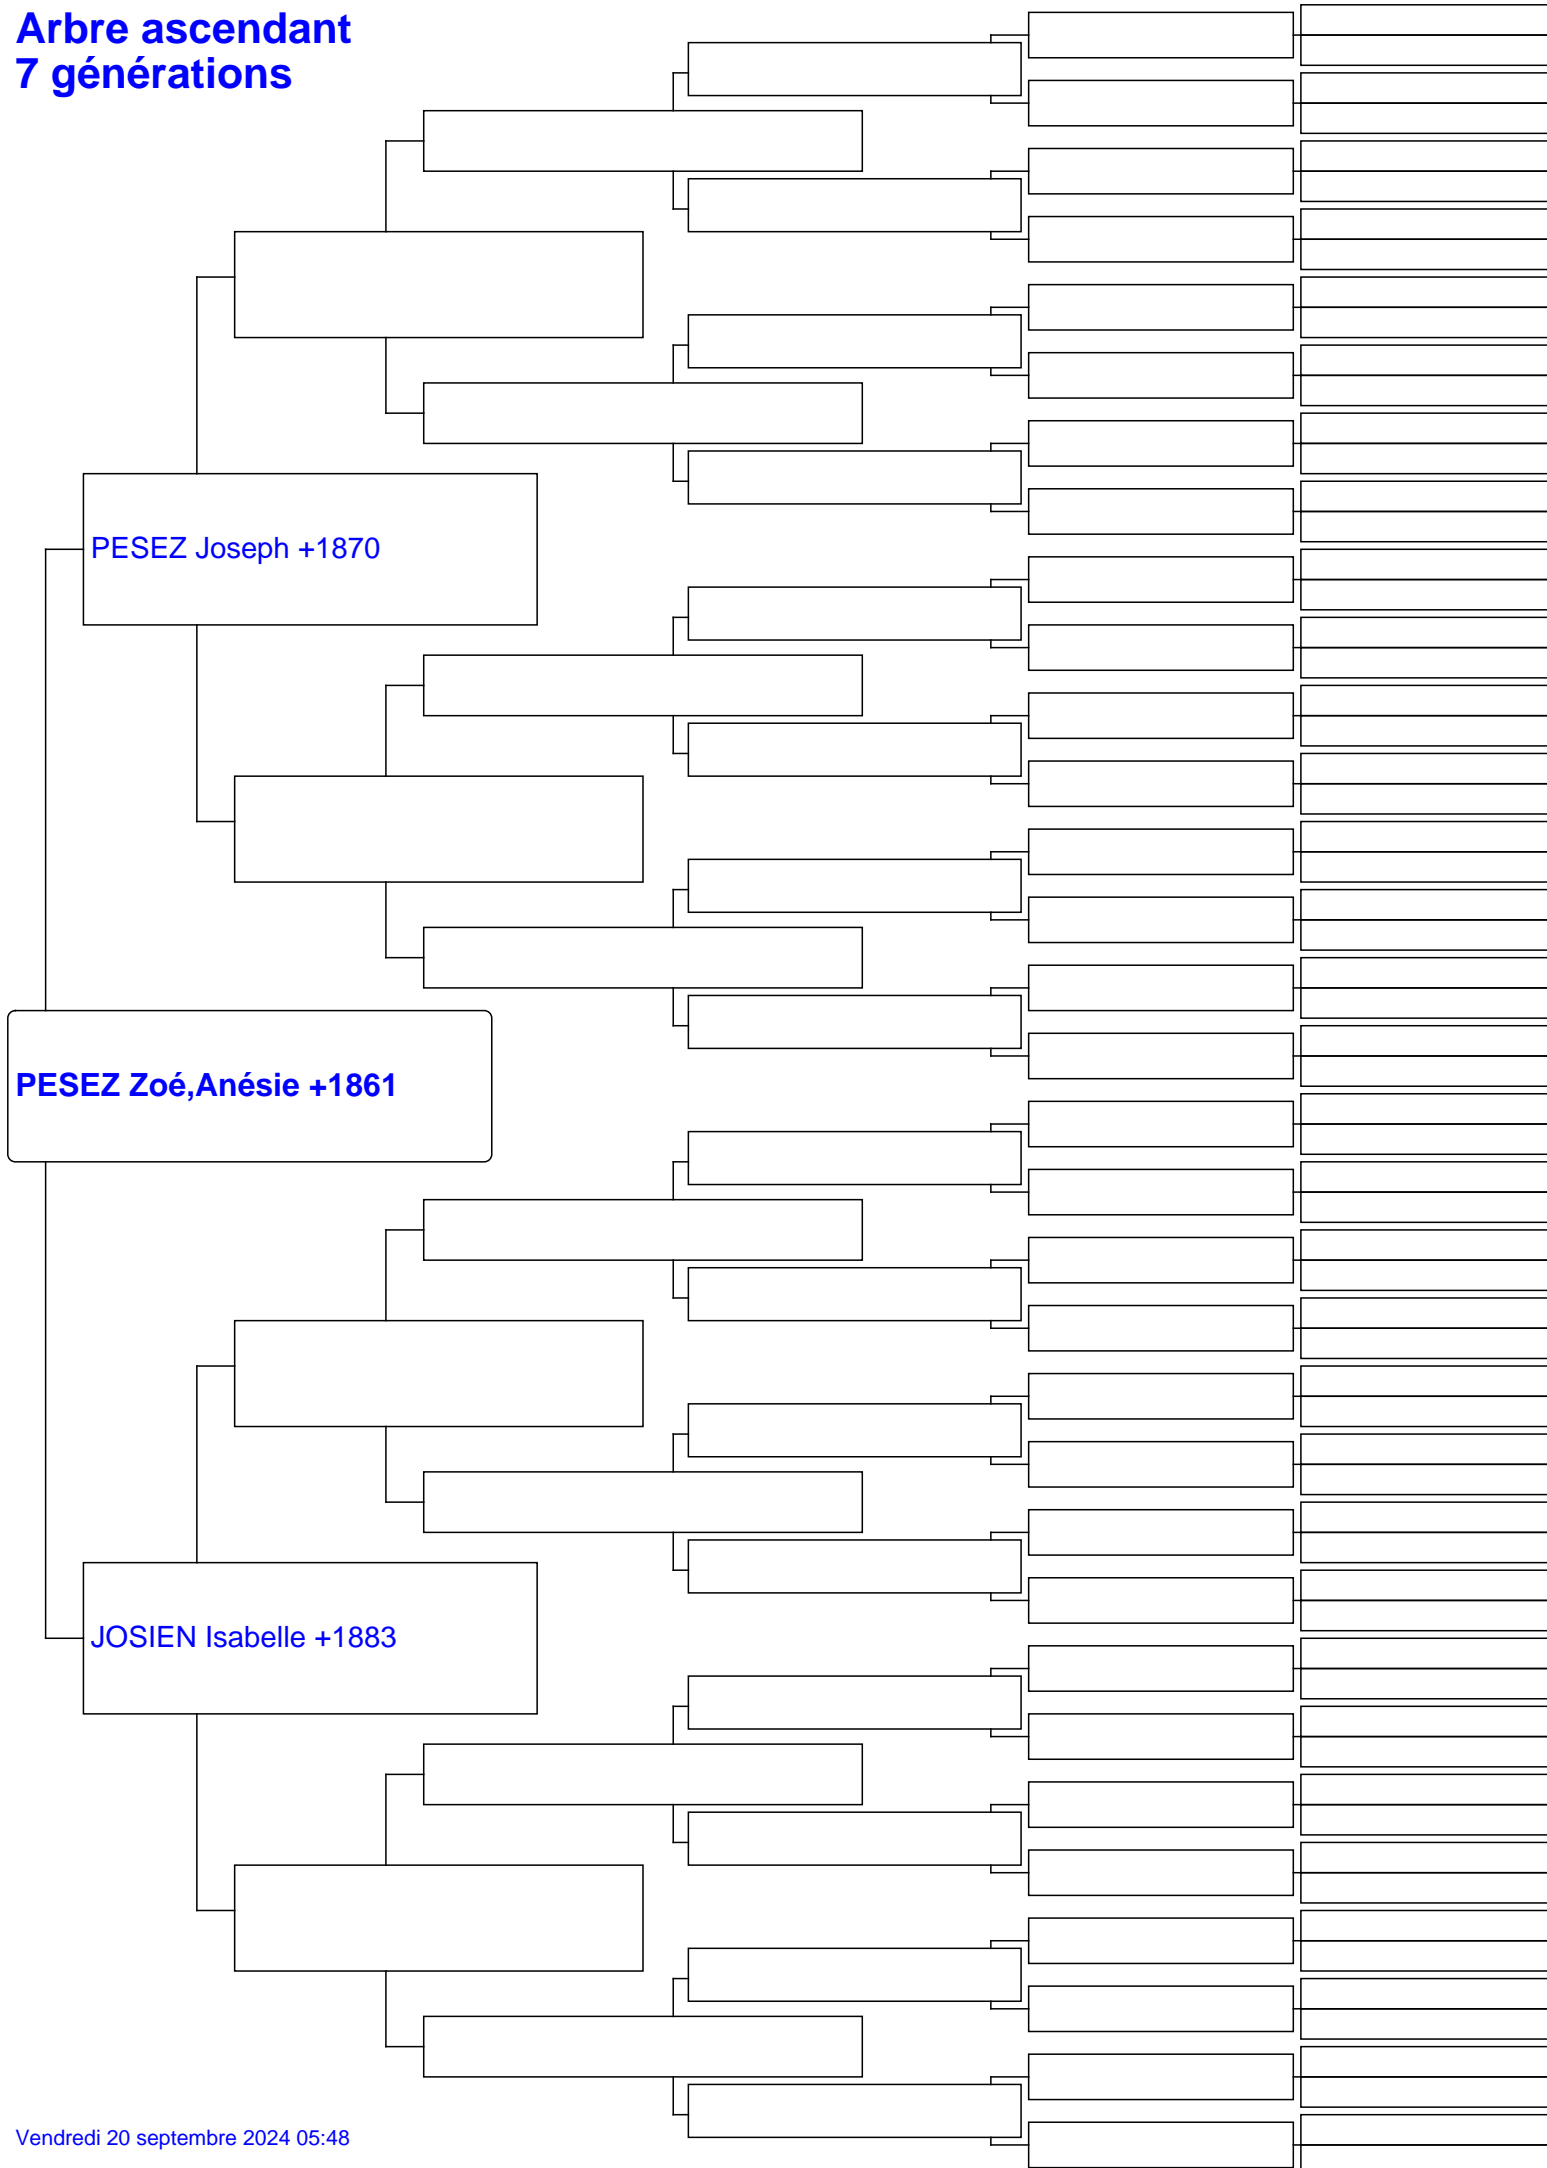 Arbre ascendant
7 générations
PESEZ Joseph +1870
PESEZ Zoé,Anésie +1861
JOSIEN Isabelle +1883
Vendredi 20 septembre 2024 05:48